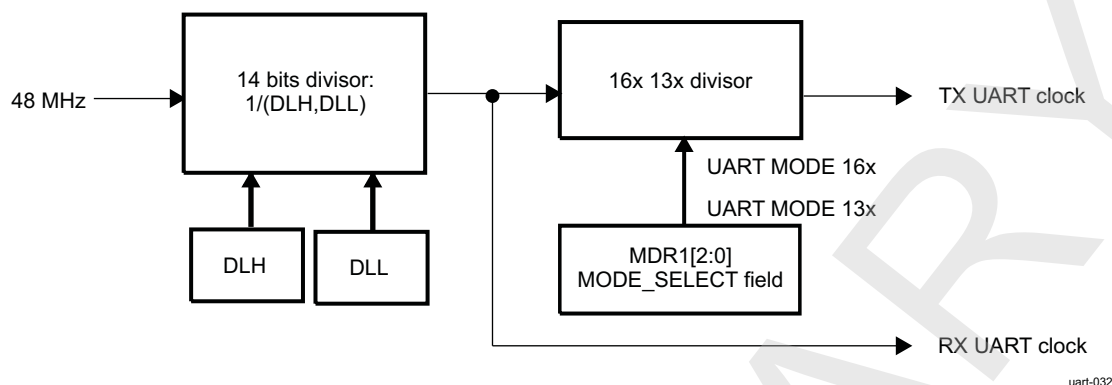 14 bits divisor:
1/(DLH,DLL)
16x 13x divisor
48 MHz
TX UART clock
UART MODE 16x
UART MODE 13x
DLH
DLL
MDR1[2:0]
MODE_SELECT field
RX UART clock
uart-032